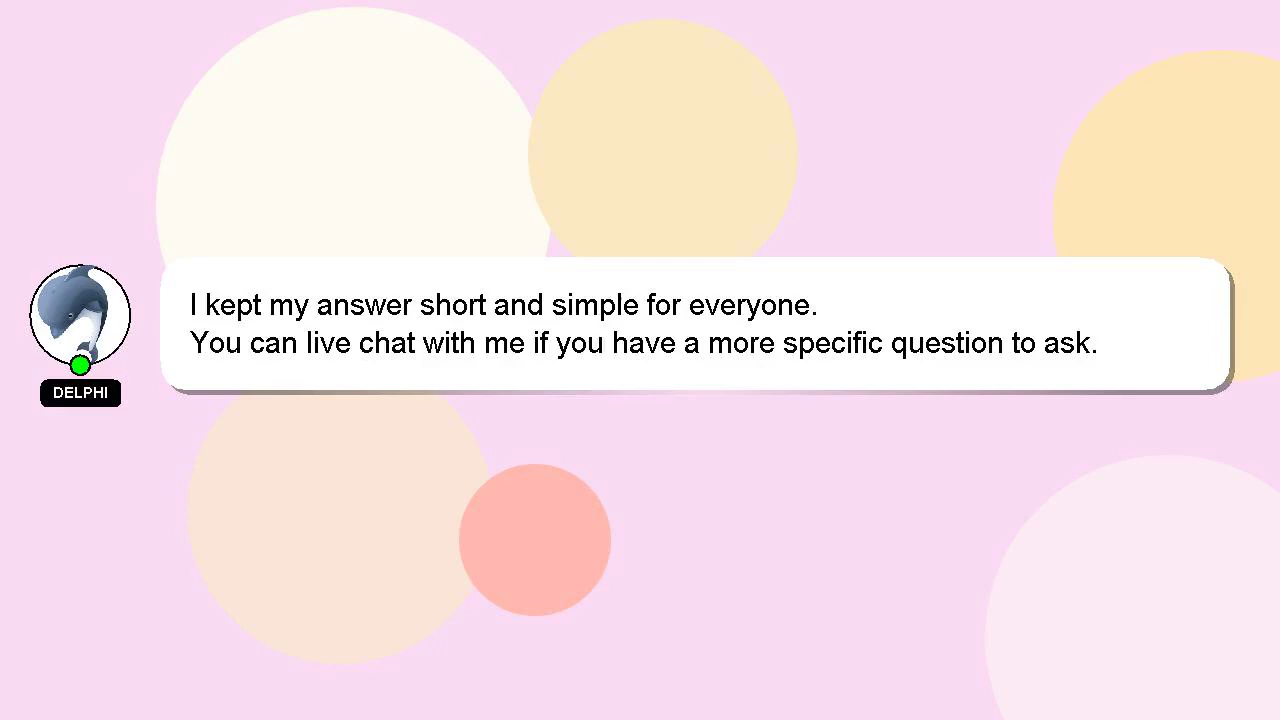 I kept my answer short and simple for everyone.
You can live chat with me if you have a more specific question to ask.
DELPHI